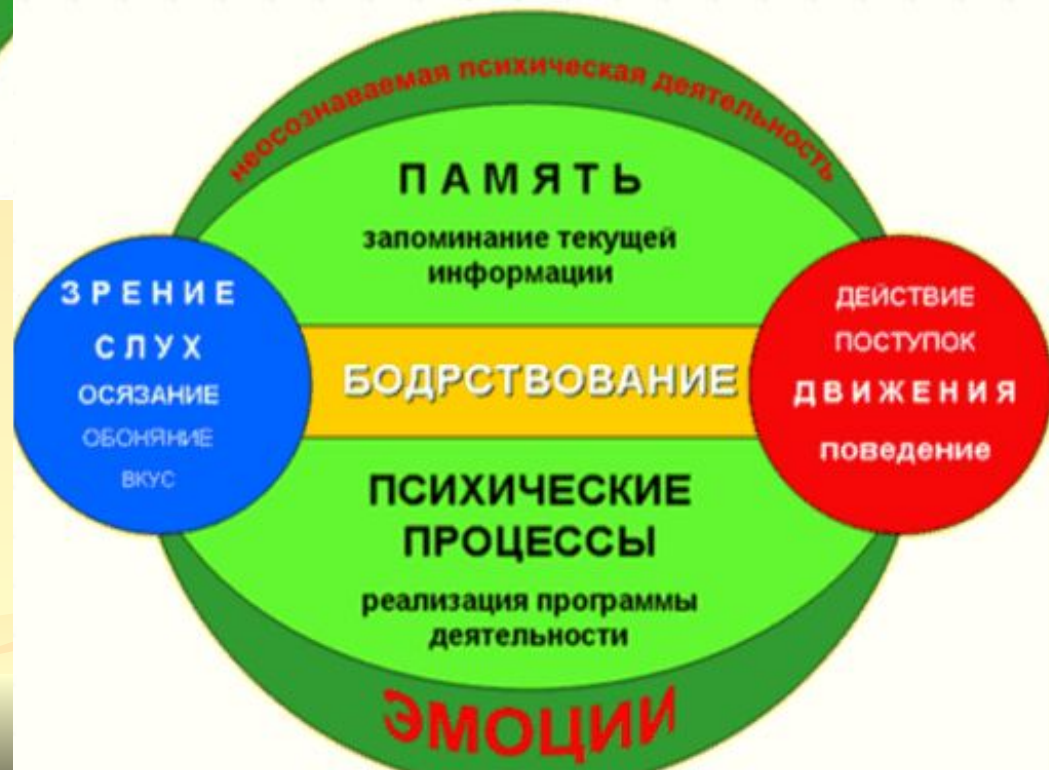 неосознаваемая психическая деятельность
ПАМЯТЬ
запоминание текущей
информации
ЗРЕНИЕ
СЛУХ
ОСЯЗАНИЕ
ОБОНЯНИЕ
ВКУС
БОДРСТВОВАНИЕ
ДЕЙСТВИЕ
ПОСТУПОК
ДВИЖЕНИЯ
поведение
ПСИХИЧЕСКИЕ
ПРОЦЕССЫ
реализация программы
деятельности
ЭМОЦИИ